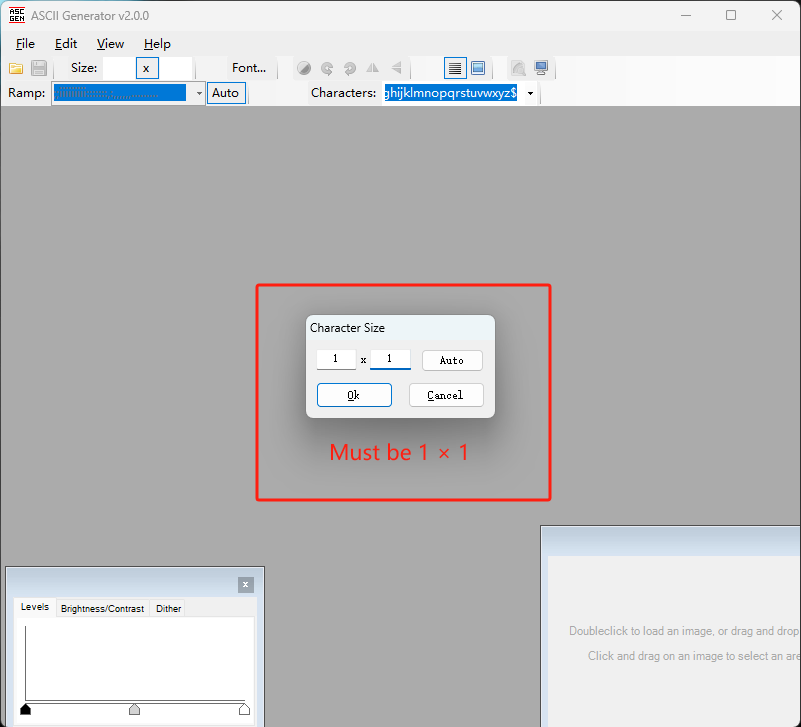 ASC
GEN
ASCII Generator v2.0.0
File Edit View Help
Size: x Font...
Ramp: Auto Characters: ghijklmnopqrstuvwxyz$
Character Size
1 x 1 Auto
Ok Cancel
Must be 1 × 1
x
Levels Brightness/Contrast Dither
Doubleclick to load an image, or drag and drop
Click and drag on an image to select an are